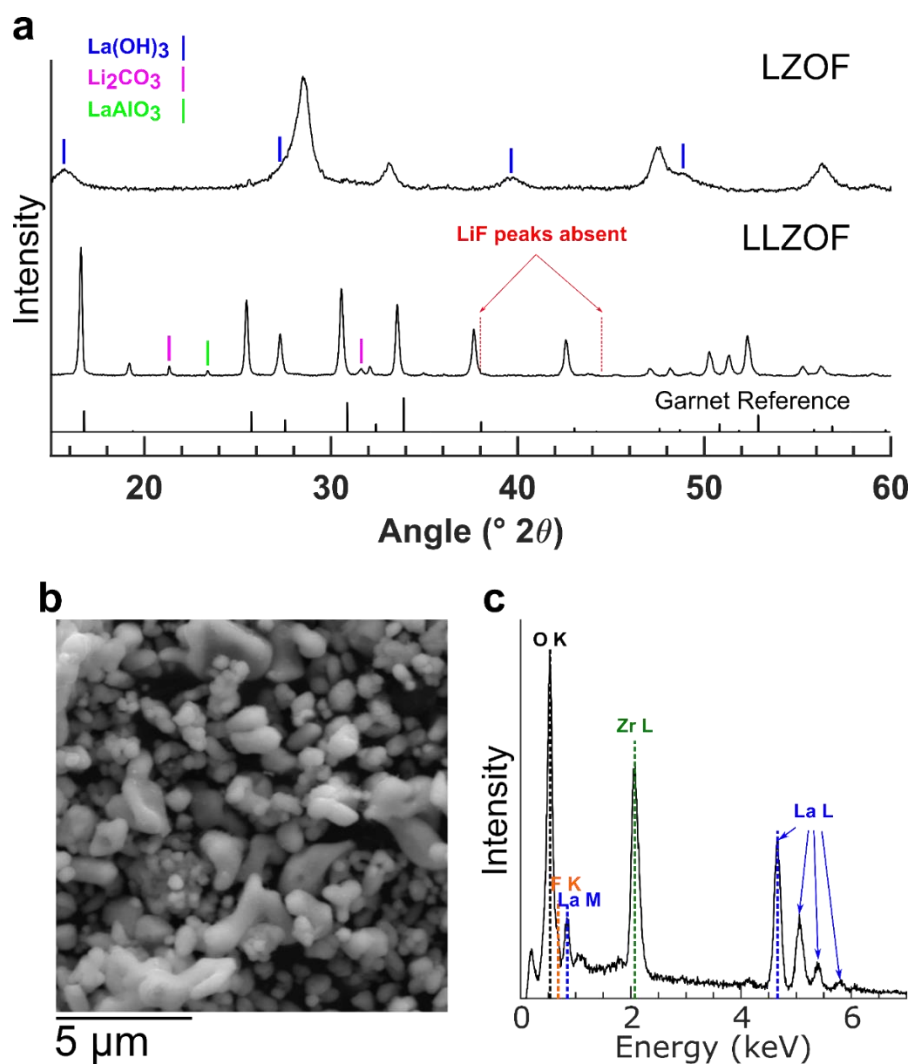 a
La(OH)3
Li2CO3
LaAlO3
LZOF
LiF peaks absent
LLZOF
Garnet Reference
Intensity
20 30 40 50 60
Angle (° 2θ)
b
5 µm
c
O K
Zr L
La L
F K
La M
Intensity
0 2 4 6
Energy (keV)